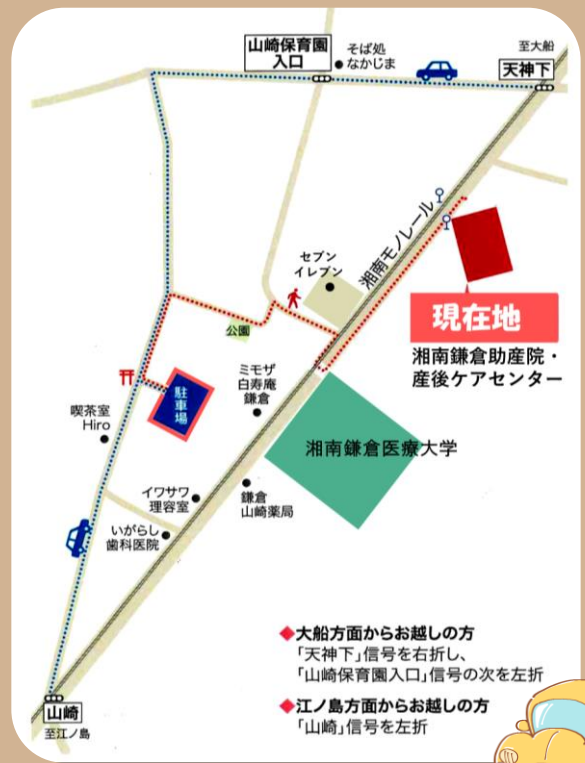 山崎保育園
入口
そば処
なかじま
至大船
天神下
湘南モノレール
セブン
イレブン
現在地
湘南鎌倉助産院・
産後ケアセンター
公園
駐車場
ミモザ
白寿庵
鎌倉
喫茶室
Hiro
湘南鎌倉医療大学
イワサワ
理容室
鎌倉
山崎薬局
いがらし
歯科医院
◆大船方面からお越しの方
「天神下」信号を右折し、
「山崎保育園入口」信号の次を左折
◆江ノ島方面からお越しの方
「山崎」信号を左折
山崎
至江ノ島